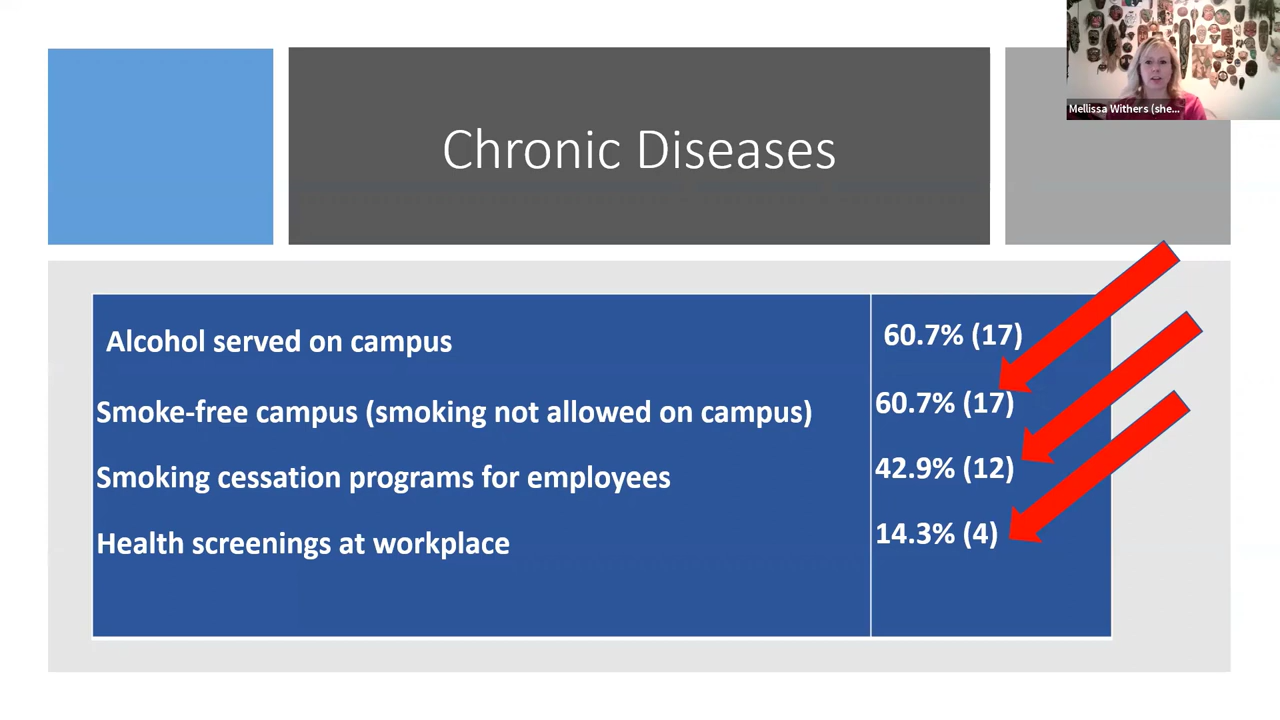 Mellissa Withers (she...
Chronic Diseases
Alcohol served on campus 60.7% (17)
Smoke-free campus (smoking not allowed on campus) 60.7% (17)
Smoking cessation programs for employees 42.9% (12)
Health screenings at workplace 14.3% (4)